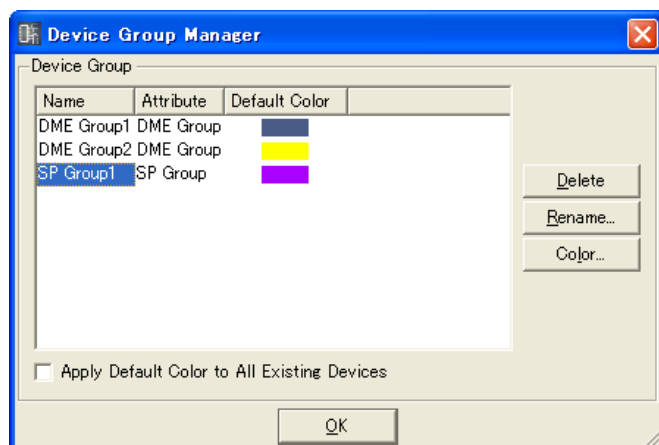 Device Group Manager
Device Group
Name Attribute Default Color
DME Group1 DME Group
DME Group2 DME Group
SP Group1 SP Group
Delete
Rename...
Color...
Apply Default Color to All Existing Devices
OK